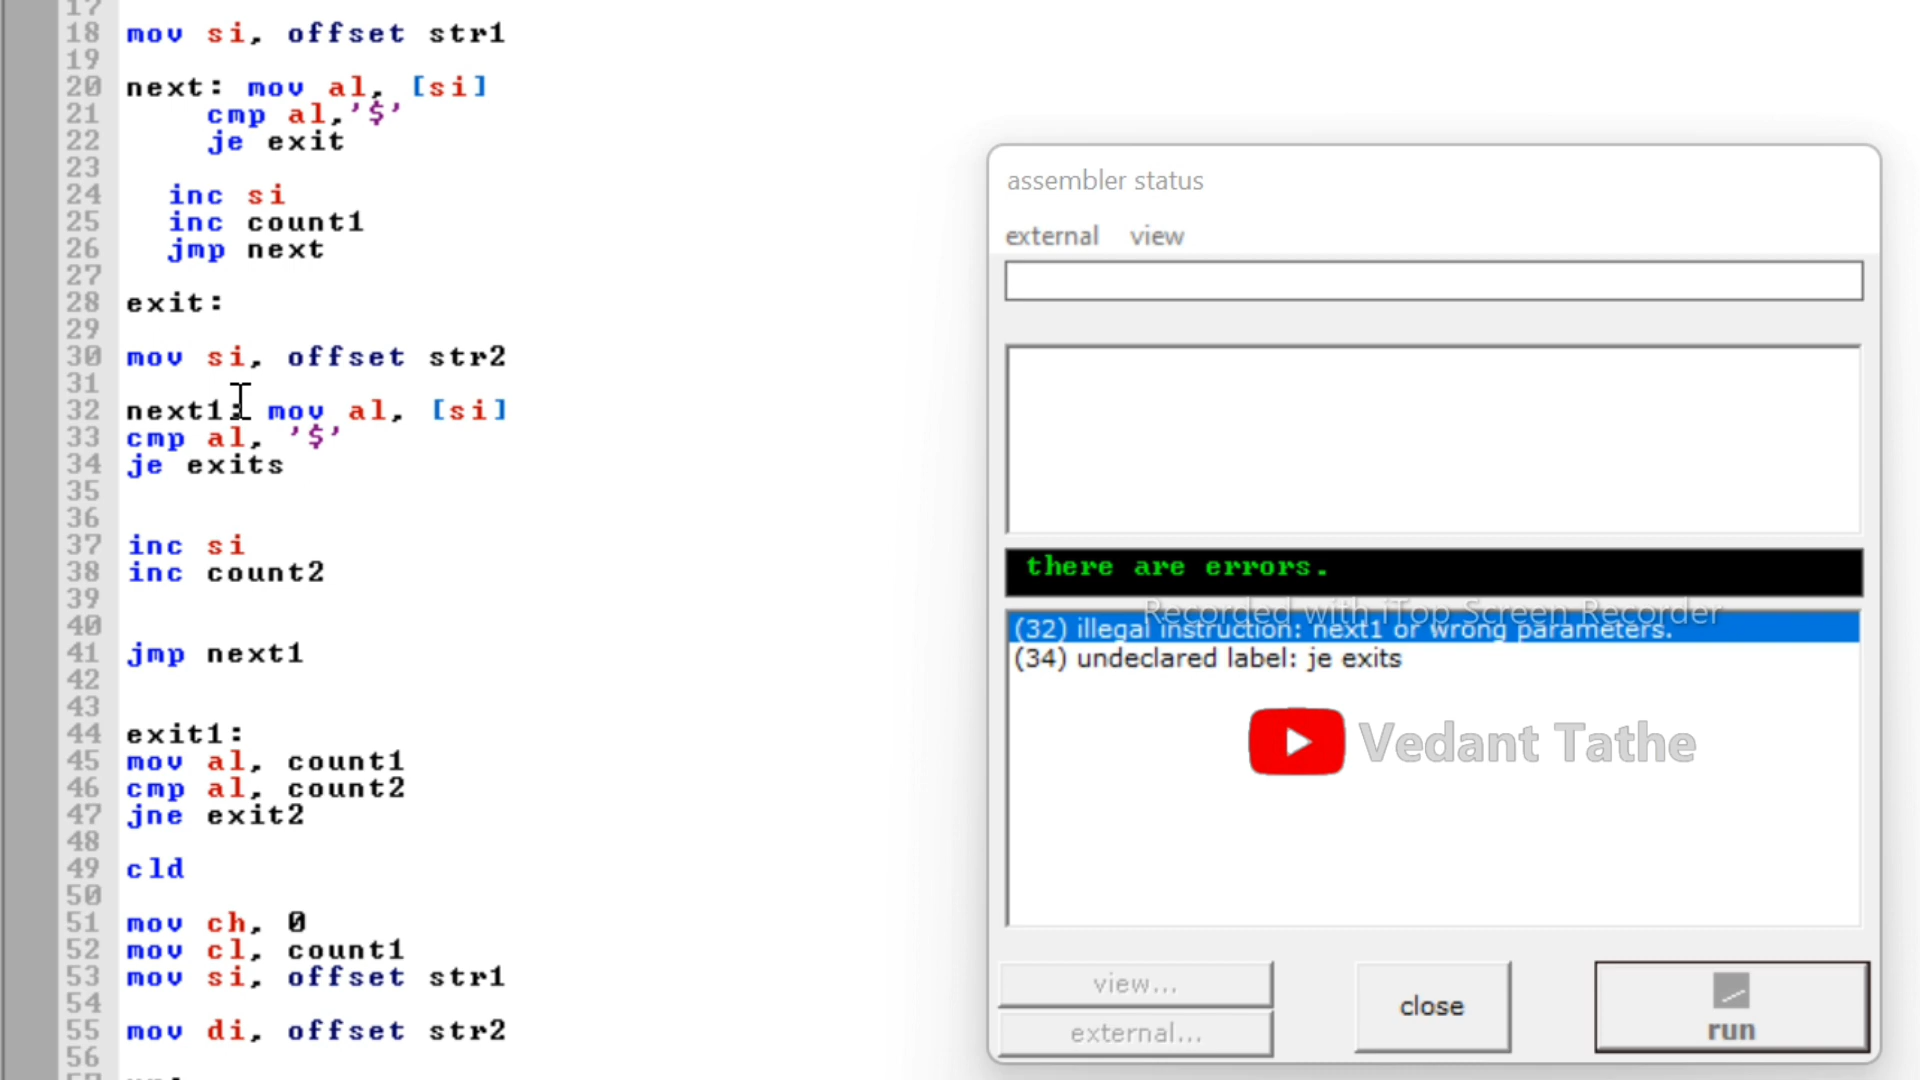 17
18 mov si, offset str1
19
20 next: mov al, [si]
21 cmp al,'$'
22 je exit
23
24 inc si
25 inc count1
26 jmp next
27
28 exit:
29
30 mov si, offset str2
31
32 next1: mov al, [si]
33 cmp al, '$'
34 je exits
35
36
37 inc si
38 inc count2
39
40
41 jmp next1
42
43
44 exit1:
45 mov al, count1
46 cmp al, count2
47 jne exit2
48
49 cld
50
51 mov ch, 0
52 mov cl, count1
53 mov si, offset str1
54
55 mov di, offset str2
56
assembler status
external view
there are errors.
Recorded with iTop Screen Recorder
(32) illegal instruction: next1 or wrong parameters.
(34) undeclared label: je exits
Vedant Tathe
view...
close
external...
run